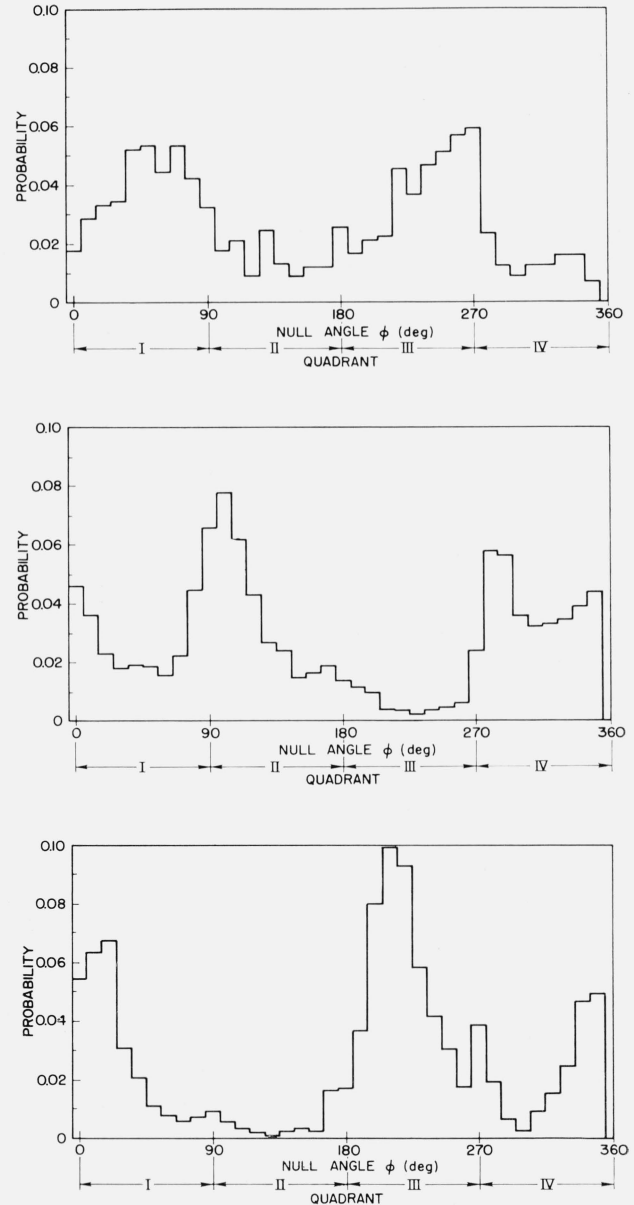 0.10
0.08
0.06
0.04
0.02
0
PROBABILITY
0 90 180 270 360
NULL ANGLE ϕ (deg)
I II III IV
QUADRANT
0.10
0.08
0.06
0.04
0.02
0
PROBABILITY
0 90 180 270 360
NULL ANGLE ϕ (deg)
I II III IV
QUADRANT
0.10
0.08
0.06
0.04
0.02
0
PROBABILITY
0 90 180 270 360
NULL ANGLE ϕ (deg)
I II III IV
QUADRANT